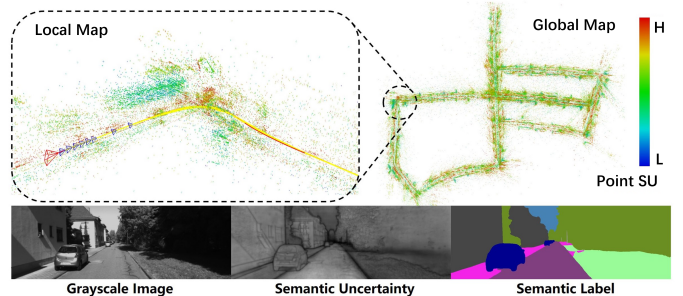 Local Map
Global Map
H
L
Point SU
Grayscale Image
Semantic Uncertainty
Semantic Label